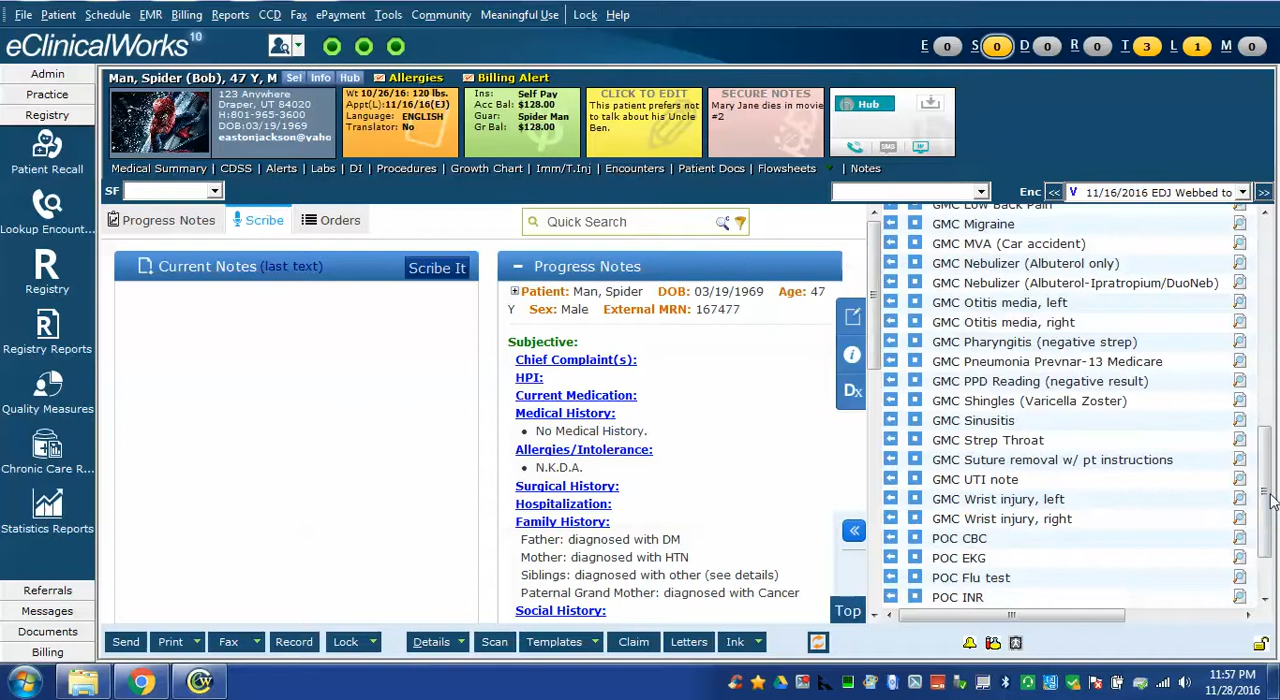 File Patient Schedule EMR Billing Reports CCD Fax ePayment Tools Community Meaningful Use Lock Help
eClinicalWorks 10
E 0 S 0 D 0 R 0 T 3 L 1 M 0
Admin
Practice
Registry
Patient Recall
Lookup Encount...
Registry
Registry Reports
Quality Measures
Chronic Care R...
Statistics Reports
Referrals
Messages
Documents
Billing
Man, Spider (Bob), 47 Y, M Sel Info Hub Allergies Billing Alert
123 Anywhere
Draper, UT 84020
H:801-965-3600
DOB:03/19/1969
eastonjackson@yaho
Wt 10/26/16: 120 lbs.
Appt(L):11/16/16(EJ)
Language: ENGLISH
Translator: No
Ins: Self Pay
Acc Bal: $128.00
Guar: Spider Man
Gr Bal: $128.00
CLICK TO EDIT
This patient prefers not
to talk about his Uncle
Ben.
SECURE NOTES
Mary Jane dies in movie
#2
Hub
SMS
Medical Summary CDSS Alerts Labs DI Procedures Growth Chart Imm/T.Inj Encounters Patient Docs Flowsheets Notes
SF
Enc << V 11/16/2016 EDJ Webbed to >>
Progress Notes Scribe Orders
Quick Search
Current Notes (last text) Scribe It
Progress Notes
Patient: Man, Spider DOB: 03/19/1969 Age: 47
Y Sex: Male External MRN: 167477
Subjective:
Chief Complaint(s):
HPI:
Current Medication:
Medical History:
No Medical History.
Allergies/Intolerance:
N.K.D.A.
Surgical History:
Hospitalization:
Family History:
Father: diagnosed with DM
Mother: diagnosed with HTN
Siblings: diagnosed with other (see details)
Paternal Grand Mother: diagnosed with Cancer
Social History:
Dx
Top
GMC Low Back Pain
GMC Migraine
GMC MVA (Car accident)
GMC Nebulizer (Albuterol only)
GMC Nebulizer (Albuterol-Ipratropium/DuoNeb)
GMC Otitis media, left
GMC Otitis media, right
GMC Pharyngitis (negative strep)
GMC Pneumonia Prevnar-13 Medicare
GMC PPD Reading (negative result)
GMC Shingles (Varicella Zoster)
GMC Sinusitis
GMC Strep Throat
GMC Suture removal w/ pt instructions
GMC UTI note
GMC Wrist injury, left
GMC Wrist injury, right
POC CBC
POC EKG
POC Flu test
POC INR
Send Print Fax Record Lock Details Scan Templates Claim Letters Ink
11:57 PM
11/28/2016